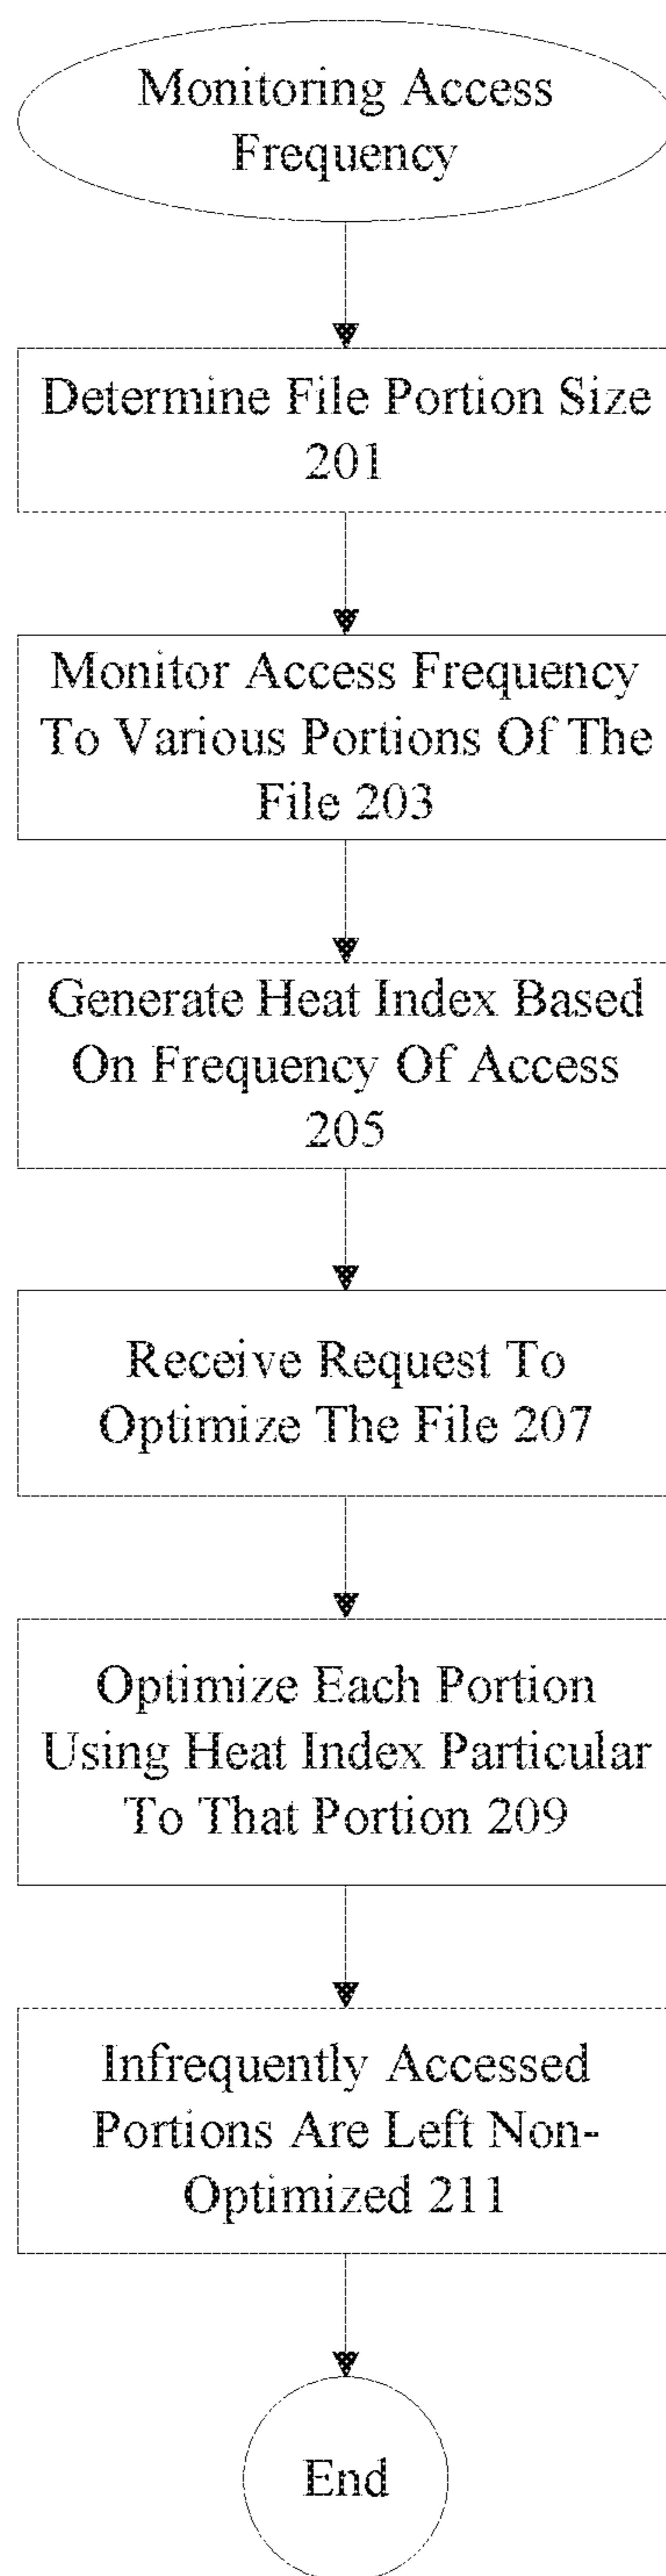 Monitoring Access
Frequency
Determine File Portion Size
201
Monitor Access Frequency
To Various Portions Of The
File 203
Generate Heat Index Based
On Frequency Of Access
205
Receive Request To
Optimize The File 207
Optimize Each Portion
Using Heat Index Particular
To That Portion 209
Infrequently Accessed
Portions Are Left Non-
Optimized 211
End